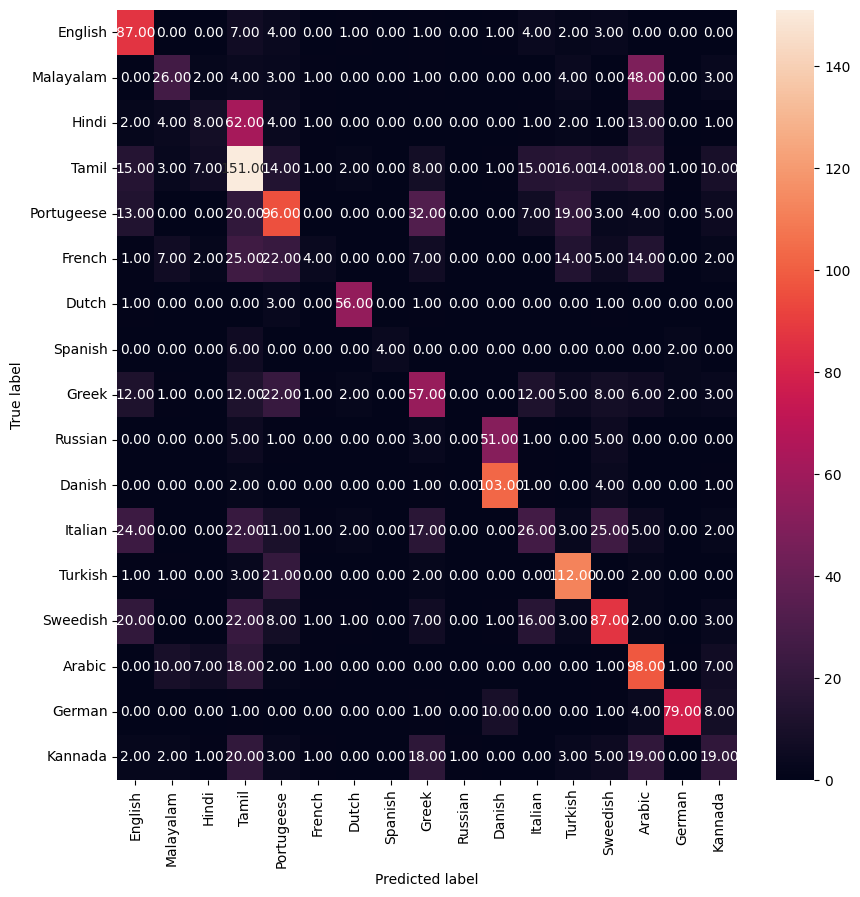 English 87.00 0.00 0.00 7.00 4.00 0.00 1.00 0.00 1.00 0.00 1.00 4.00 2.00 3.00 0.00 0.00 0.00
Malayalam 0.00 26.00 2.00 4.00 3.00 1.00 0.00 0.00 1.00 0.00 0.00 0.00 4.00 0.00 48.00 0.00 3.00
Hindi 2.00 4.00 8.00 62.00 4.00 1.00 0.00 0.00 0.00 0.00 0.00 1.00 2.00 1.00 13.00 0.00 1.00
Tamil 15.00 3.00 7.00 151.00 14.00 1.00 2.00 0.00 8.00 0.00 1.00 15.00 16.00 14.00 18.00 1.00 10.00
Portugeese 13.00 0.00 0.00 20.00 96.00 0.00 0.00 0.00 32.00 0.00 0.00 7.00 19.00 3.00 4.00 0.00 5.00
French 1.00 7.00 2.00 25.00 22.00 4.00 0.00 0.00 7.00 0.00 0.00 0.00 14.00 5.00 14.00 0.00 2.00
Dutch 1.00 0.00 0.00 0.00 3.00 0.00 56.00 0.00 1.00 0.00 0.00 0.00 0.00 1.00 0.00 0.00 0.00
Spanish 0.00 0.00 0.00 6.00 0.00 0.00 0.00 4.00 0.00 0.00 0.00 0.00 0.00 0.00 0.00 2.00 0.00
Greek 12.00 1.00 0.00 12.00 22.00 1.00 2.00 0.00 57.00 0.00 0.00 12.00 5.00 8.00 6.00 2.00 3.00
Russian 0.00 0.00 0.00 5.00 1.00 0.00 0.00 0.00 3.00 0.00 51.00 1.00 0.00 5.00 0.00 0.00 0.00
Danish 0.00 0.00 0.00 2.00 0.00 0.00 0.00 0.00 1.00 0.00 103.00 1.00 0.00 4.00 0.00 0.00 1.00
Italian 24.00 0.00 0.00 22.00 11.00 1.00 2.00 0.00 17.00 0.00 0.00 26.00 3.00 25.00 5.00 0.00 2.00
Turkish 1.00 1.00 0.00 3.00 21.00 0.00 0.00 0.00 2.00 0.00 0.00 0.00 112.00 0.00 2.00 0.00 0.00
Sweedish 20.00 0.00 0.00 22.00 8.00 1.00 1.00 0.00 7.00 0.00 1.00 16.00 3.00 87.00 2.00 0.00 3.00
Arabic 0.00 10.00 7.00 18.00 2.00 1.00 0.00 0.00 0.00 0.00 0.00 0.00 0.00 1.00 98.00 1.00 7.00
German 0.00 0.00 0.00 1.00 0.00 0.00 0.00 0.00 1.00 0.00 10.00 0.00 0.00 1.00 4.00 79.00 8.00
Kannada 2.00 2.00 1.00 20.00 3.00 1.00 0.00 0.00 18.00 1.00 0.00 0.00 3.00 5.00 19.00 0.00 19.00
English Malayalam Hindi Tamil Portugeese French Dutch Spanish Greek Russian Danish Italian Turkish Sweedish Arabic German Kannada
Predicted label
True label
140
120
100
80
60
40
20
0